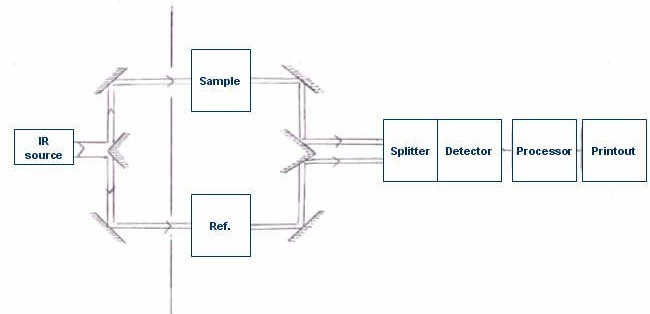 Sample
IR
source
Splitter Detector Processor Printout
Ref.